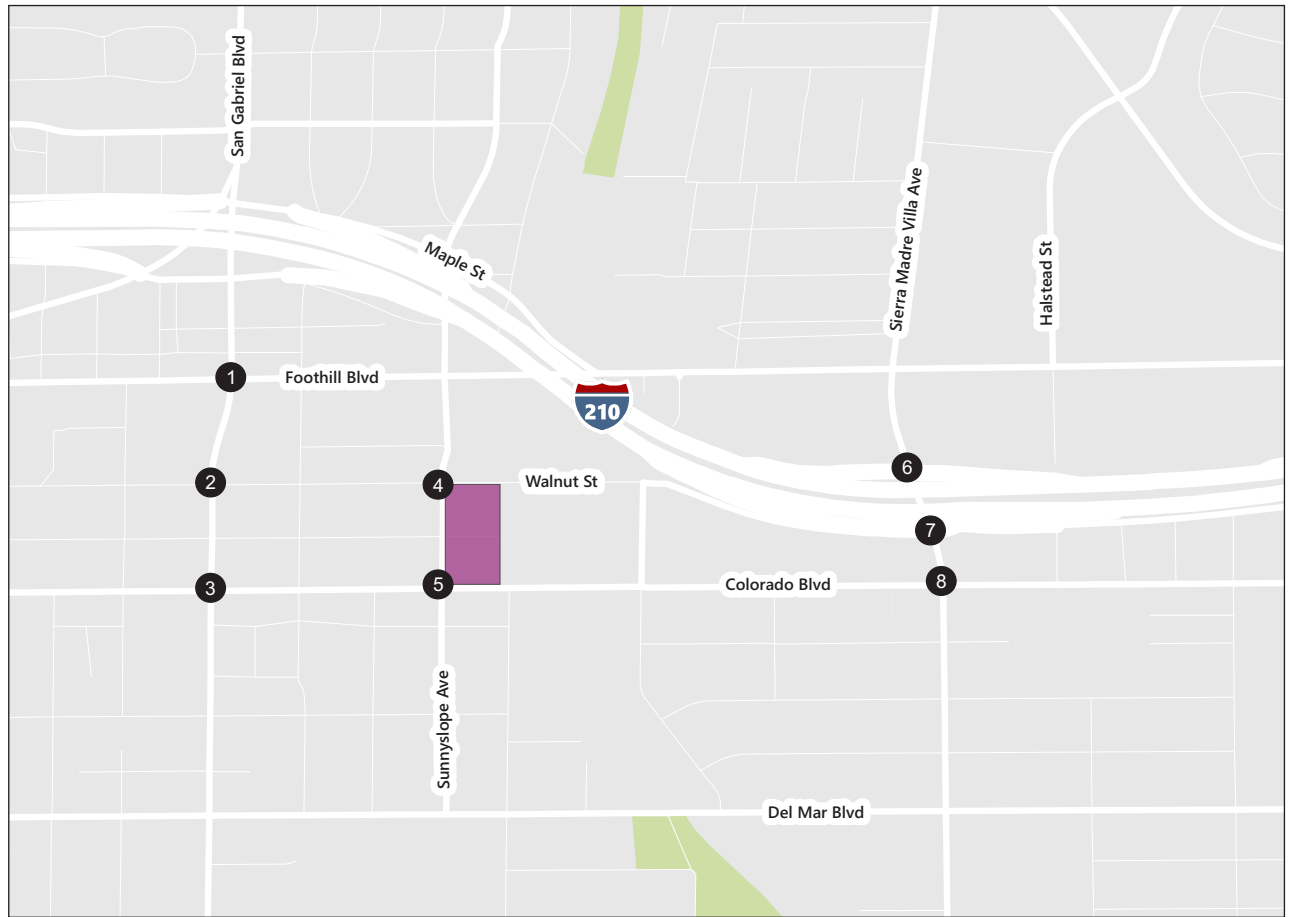 San Gabriel Blvd
Maple St
Sierra Madre Villa Ave
Halstead St
1
Foothill Blvd
210
6
2
4
Walnut St
7
3
5
Colorado Blvd
8
Sunnyslope Ave
Del Mar Blvd